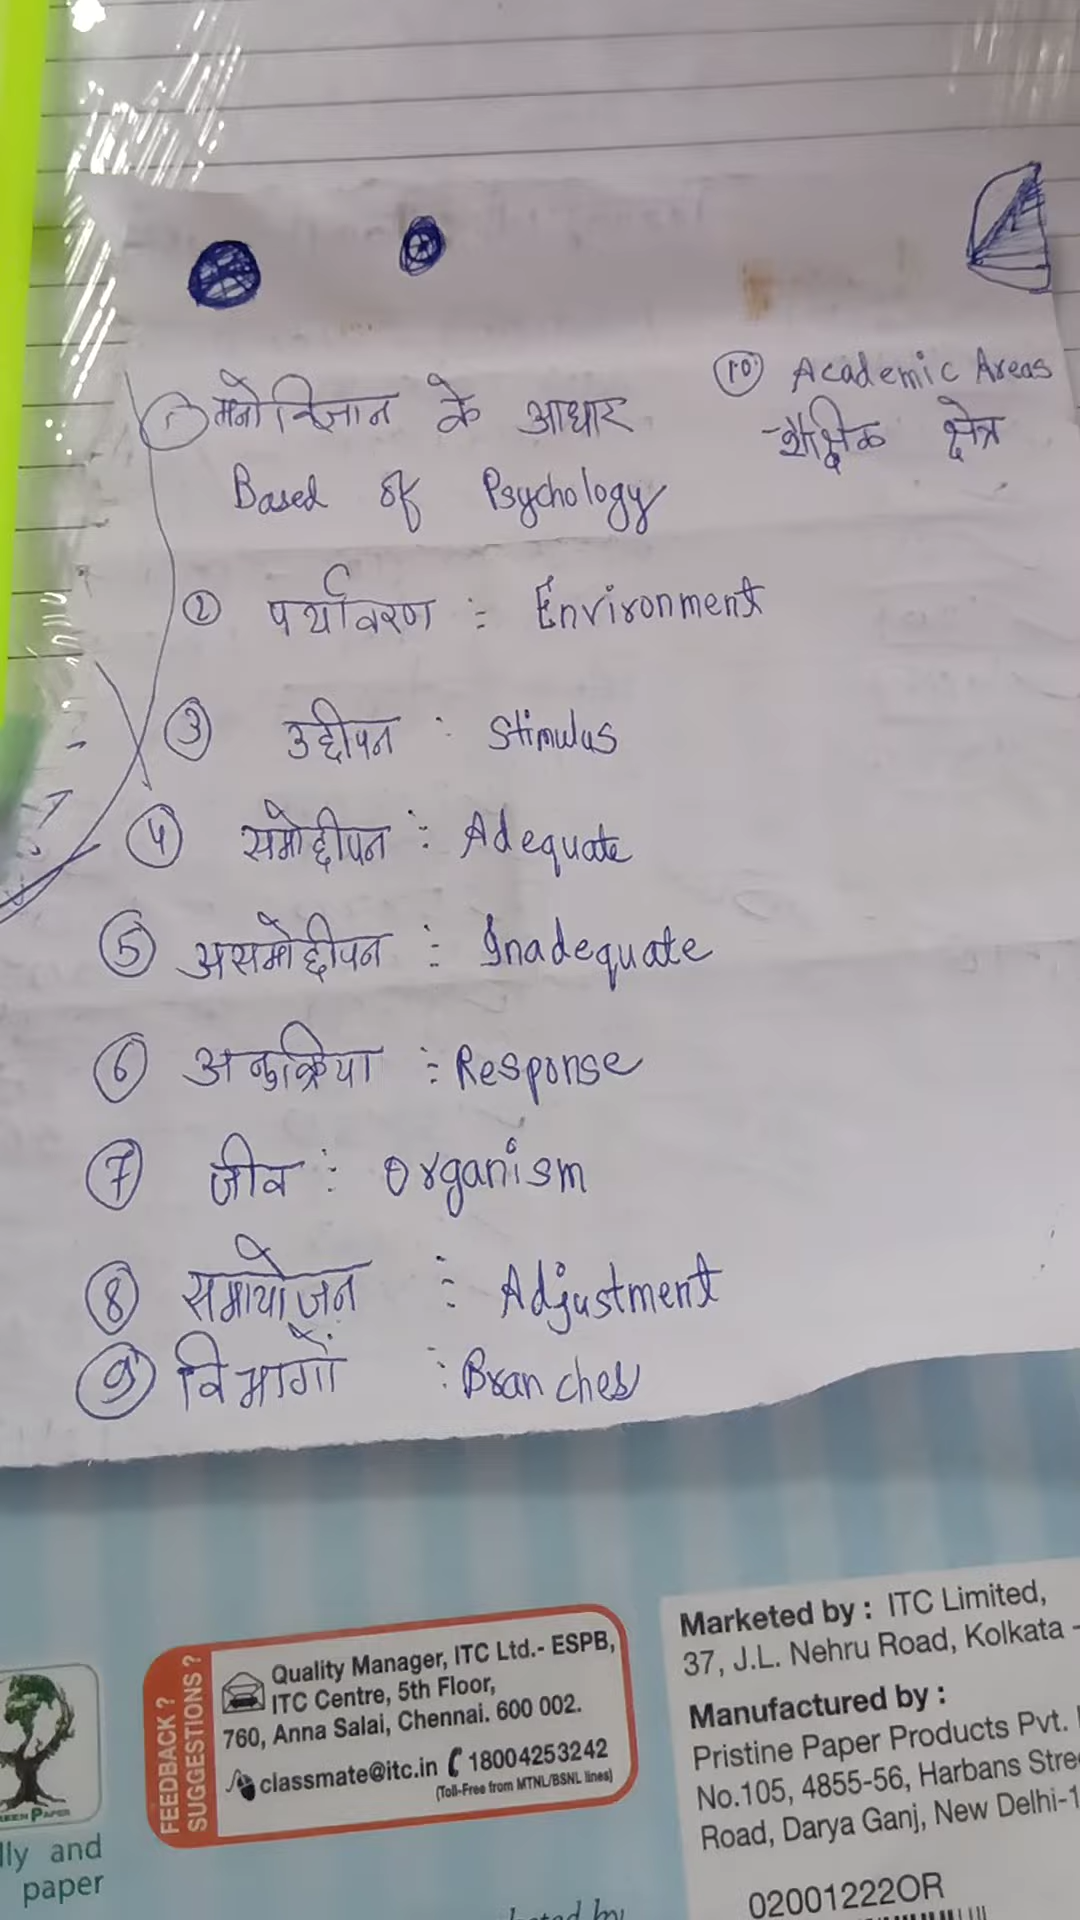 ① मनोविज्ञान के आधार
Based of Psychology
② पर्यावरण : Environment
③ उद्दीपन : Stimulus
④ समोद्दीपन : Adequate
⑤ असमोद्दीपन : Inadequate
⑥ अनुक्रिया : Response
⑦ जीव : Organism
⑧ समायोजन : Adjustment
⑨ विभागों : Branches
⑩ Academic Areas
-शैक्षिक क्षेत्र
FEEDBACK ?
SUGGESTIONS ?
Quality Manager, ITC Ltd.- ESPB,
ITC Centre, 5th Floor,
760, Anna Salai, Chennai. 600 002.
classmate@itc.in 18004253242
(Toll-Free from MTNL/BSNL lines)
Marketed by : ITC Limited,
37, J.L. Nehru Road, Kolkata -
Manufactured by :
Pristine Paper Products Pvt.
No.105, 4855-56, Harbans
Road, Darya Ganj, New Delhi-1
02001222OR
PAPER
and
paper
by